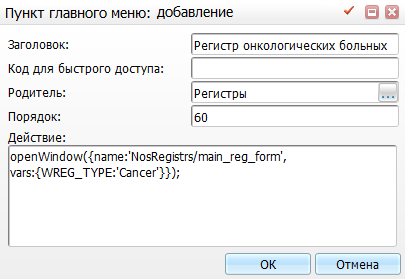 Пункт главного меню: добавление
Заголовок: Регистр онкологических больных
Код для быстрого доступа:
Родитель: Регистры ...
Порядок: 60
Действие:
openWindow({name:'NosRegistrs/main_reg_form',
vars:{WREG_TYPE:'Cancer'}});
ОК Отмена